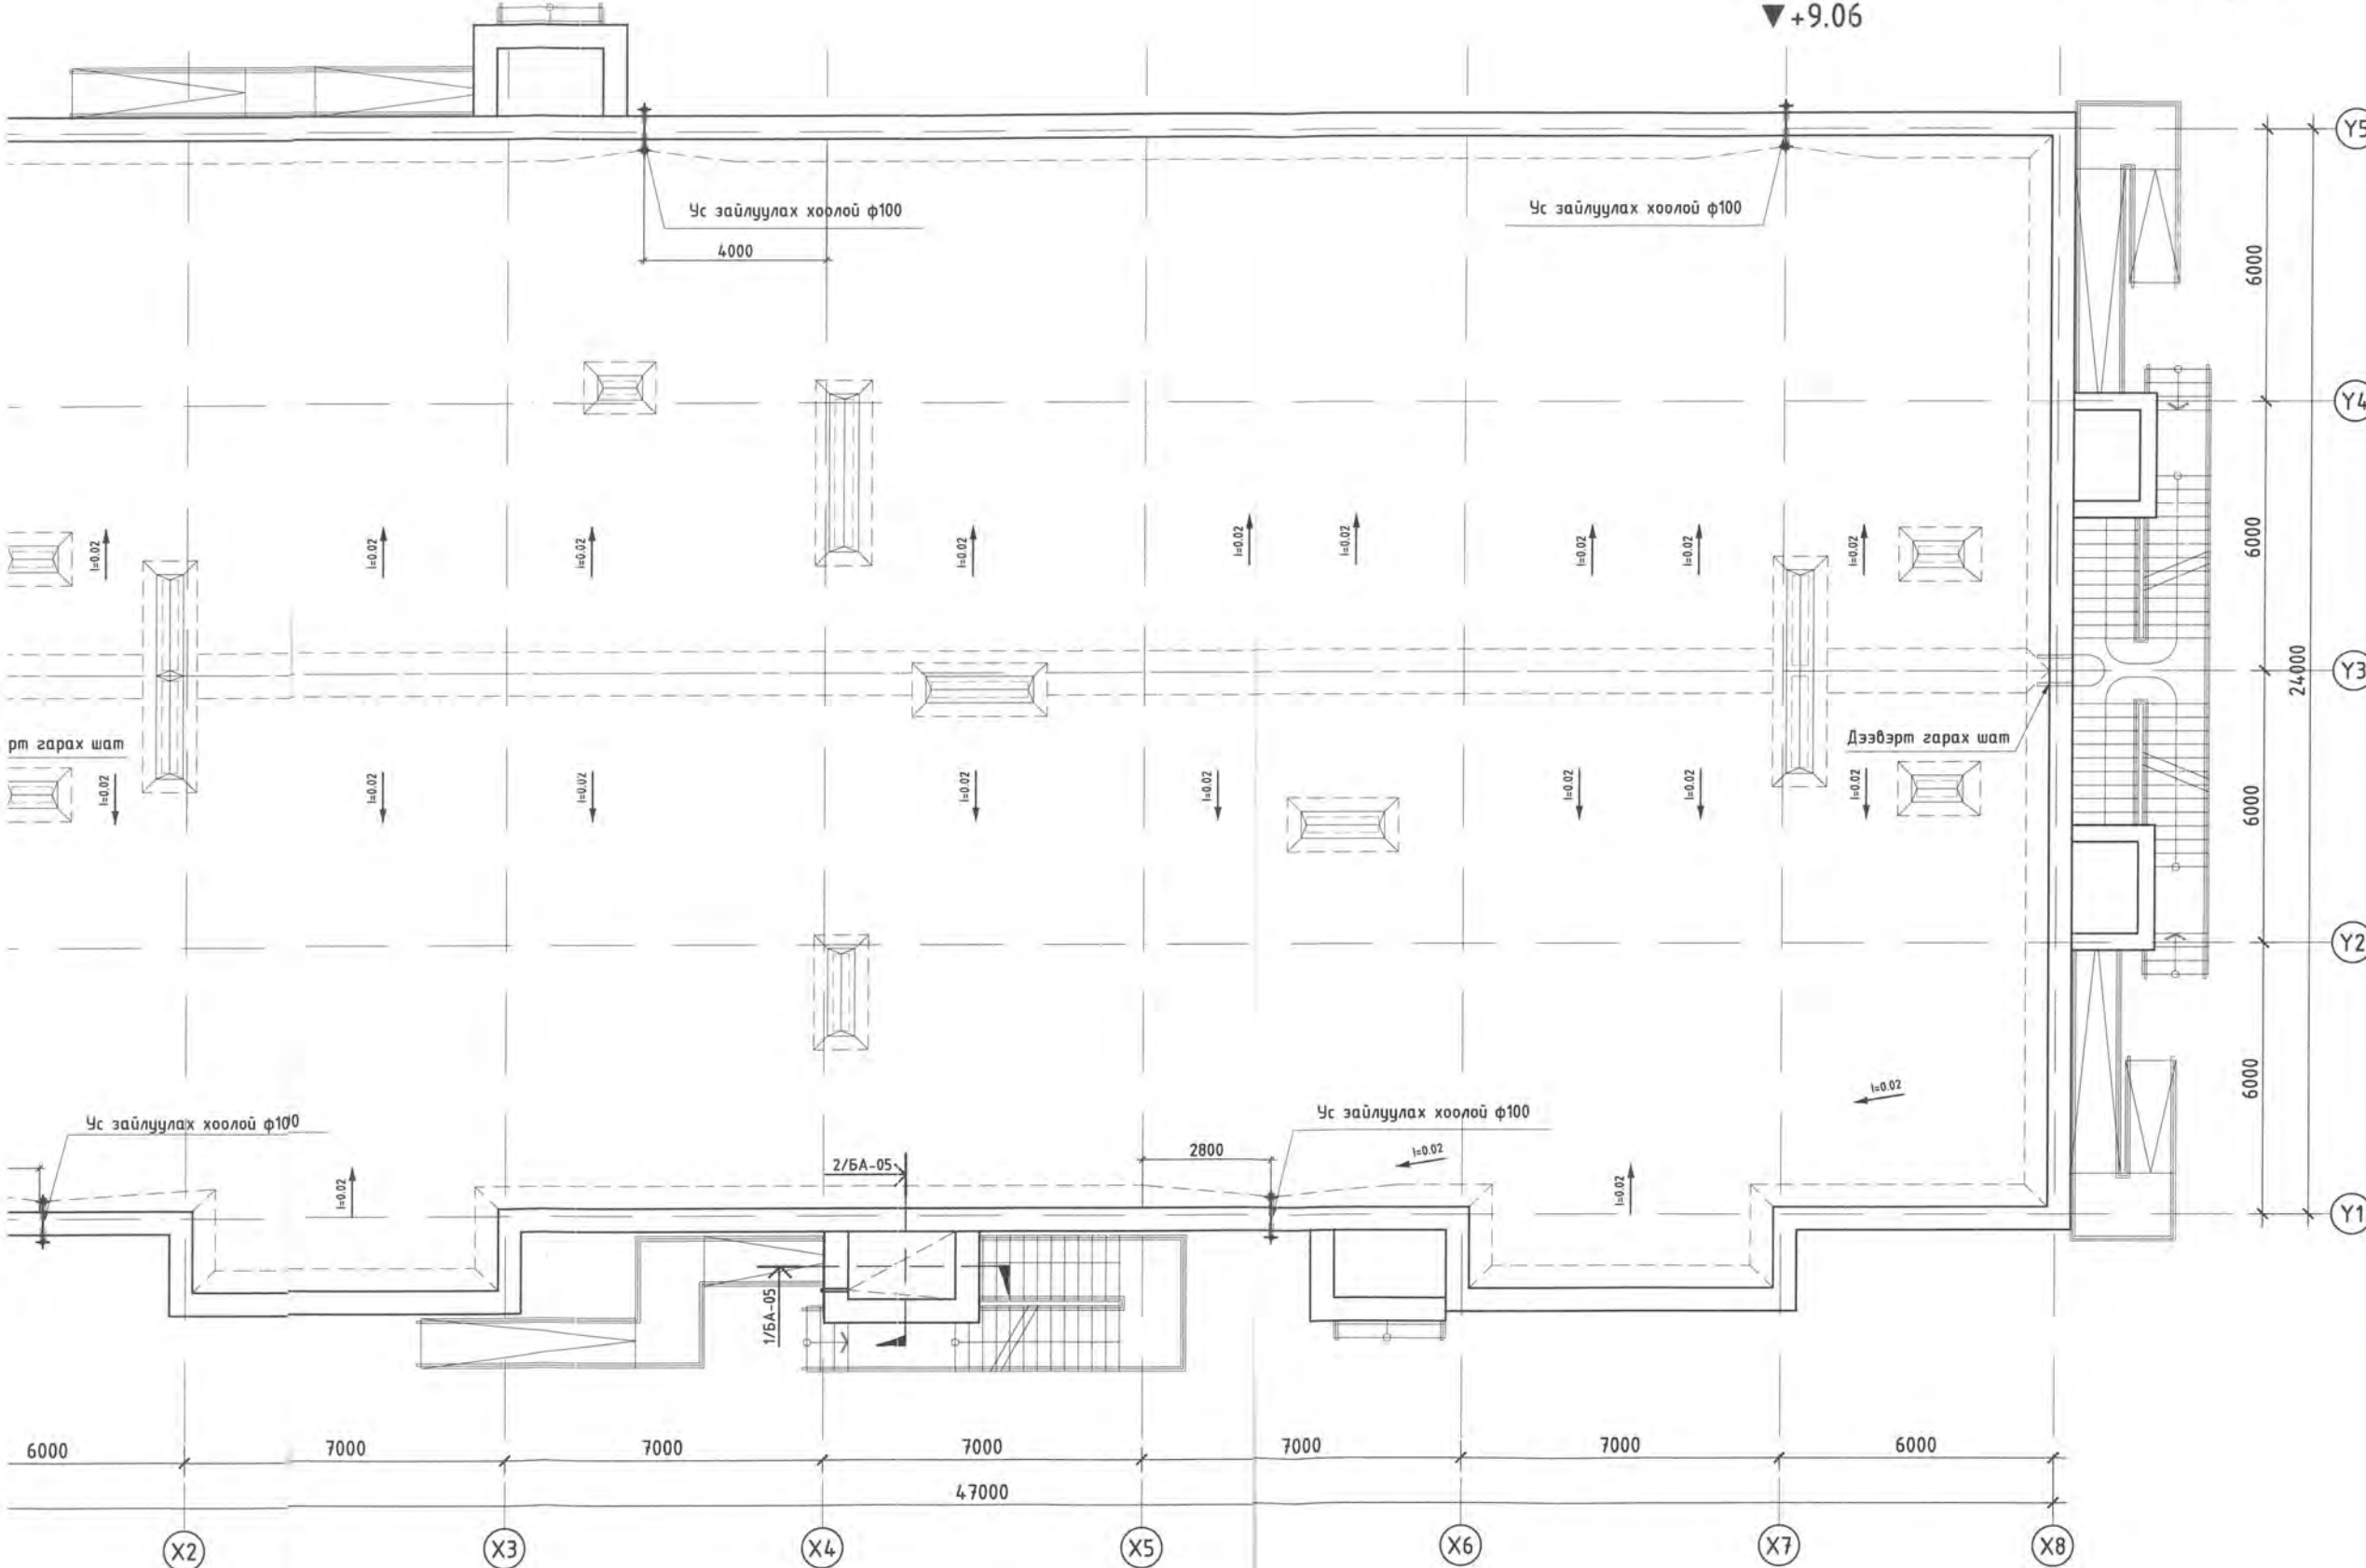 ▼+9.06
Y5
Ус зайлуулах хоолой ф100
Ус зайлуулах хоолой ф100
4000
6000
Y4
i=0.02
i=0.02
i=0.02
i=0.02
i=0.02
i=0.02
i=0.02
i=0.02
i=0.02
6000
Y3
24000
рт гарах шат
Дээвэрт гарах шат
i=0.02
i=0.02
i=0.02
i=0.02
i=0.02
i=0.02
i=0.02
i=0.02
6000
Y2
6000
i=0.02
Ус зайлуулах хоолой ф100
Ус зайлуулах хоолой ф100
2800
i=0.02
2/БА-05
i=0.02
i=0.02
Y1
1/БА-05
6000
7000
7000
7000
7000
7000
6000
47000
X2
X3
X4
X5
X6
X7
X8